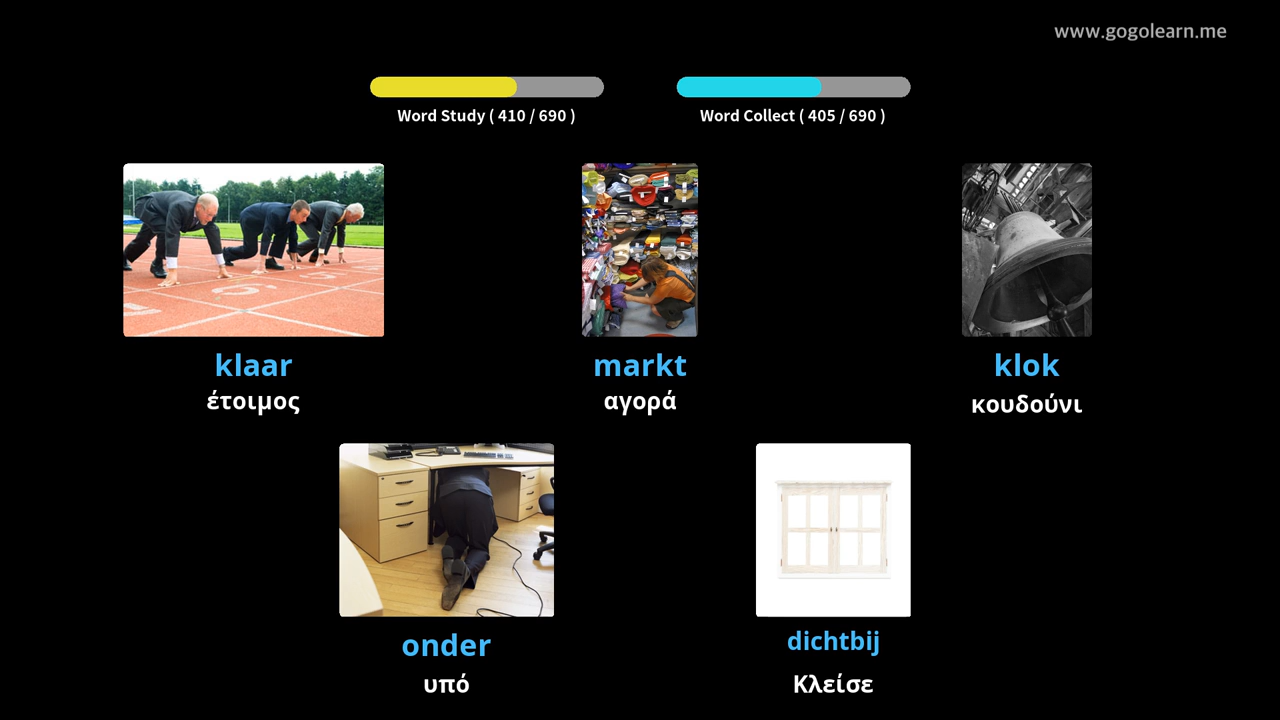 www.gogolearn.me
Word Study ( 410 / 690 )
Word Collect ( 405 / 690 )
klaar
έτοιμος
markt
αγορά
klok
κουδούνι
onder
υπό
dichtbij
Κλείσε